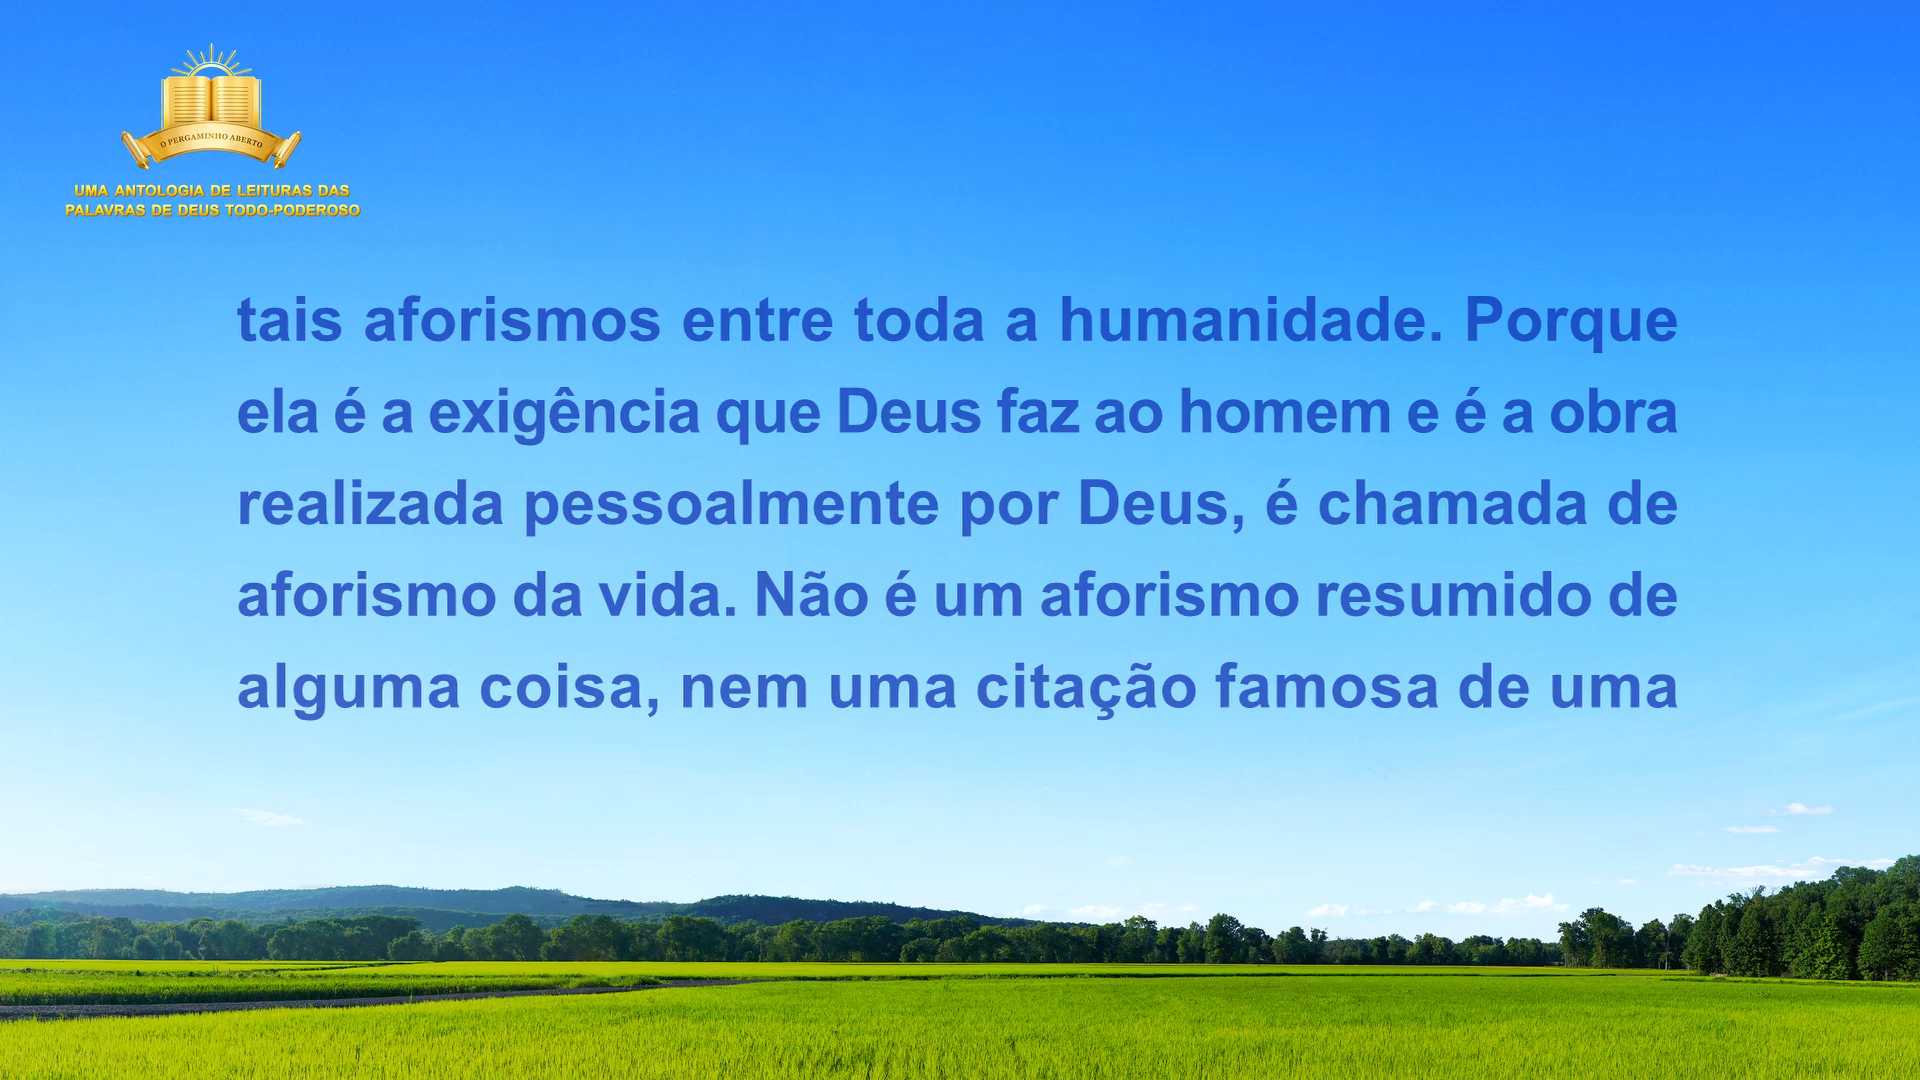 O PERGAMINHO ABERTO
UMA ANTOLOGIA DE LEITURAS DAS
PALAVRAS DE DEUS TODO-PODEROSO
tais aforismos entre toda a humanidade. Porque
ela é a exigência que Deus faz ao homem e é a obra
realizada pessoalmente por Deus, é chamada de
aforismo da vida. Não é um aforismo resumido de
alguma coisa, nem uma citação famosa de uma